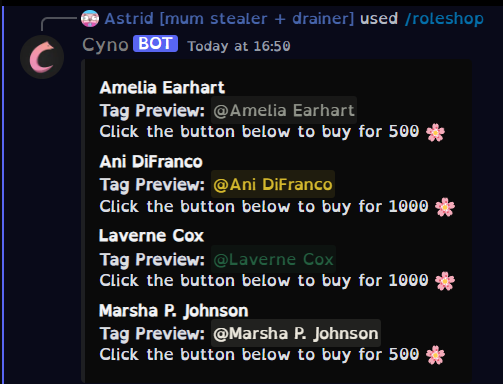 Astrid [mum stealer + drainer] used /roleshop
Cyno BOT Today at 16:50
Amelia Earhart
Tag Preview: @Amelia Earhart
Click the button below to buy for 500 🌸
Ani DiFranco
Tag Preview: @Ani DiFranco
Click the button below to buy for 1000 🌸
Laverne Cox
Tag Preview: @Laverne Cox
Click the button below to buy for 1000 🌸
Marsha P. Johnson
Tag Preview: @Marsha P. Johnson
Click the button below to buy for 500 🌸